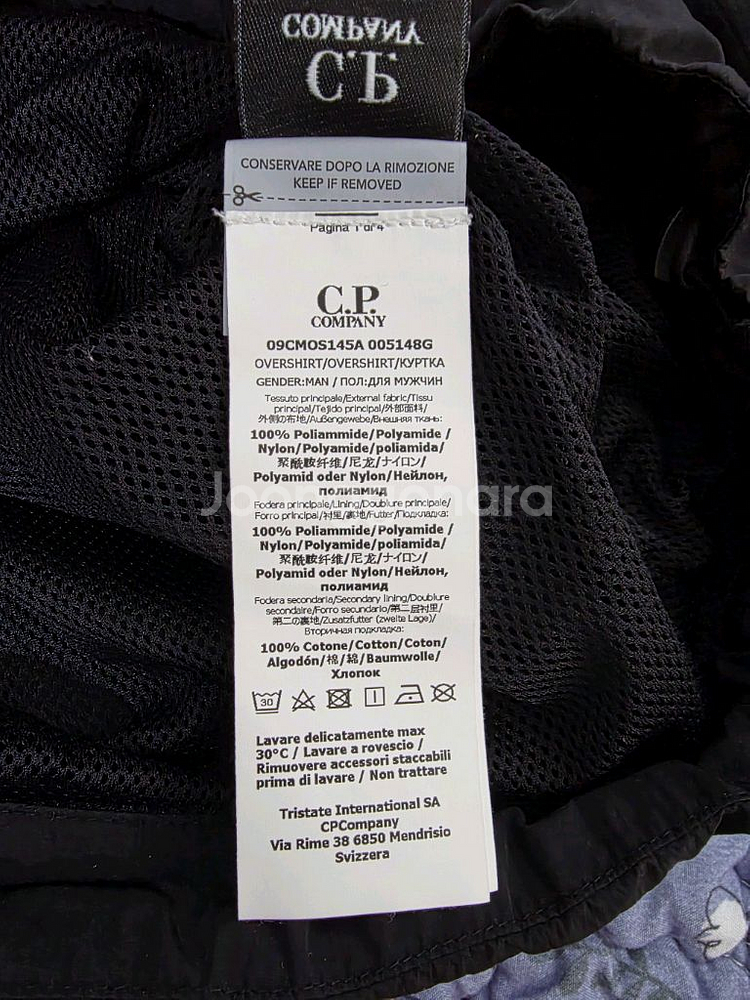 C.P.
COMPANY
CONSERVARE DOPO LA RIMOZIONE
KEEP IF REMOVED
Pagina 1 di 4
C.P.
COMPANY
09CMOS145A 005148G
OVERSHIRT/OVERSHIRT/КУРТКА
GENDER:MAN / ПОЛ:ДЛЯ МУЖЧИН
Tessuto principale/External fabric/Tissu
principal/Tejido principal/外部面料/
外側の布地/Außengewebe/Внешняя ткань:
100% Poliammide/Polyamide /
Nylon/Polyamide/poliamida/
聚酰胺纤维/尼龙/ナイロン/
Polyamid oder Nylon/Нейлон,
полиамид
Fodera principale/Lining/Doublure principale/
Forro principal/衬里/裏地/Futter/Подкладка:
100% Poliammide/Polyamide /
Nylon/Polyamide/poliamida/
聚酰胺纤维/尼龙/ナイロン/
Polyamid oder Nylon/Нейлон,
полиамид
Fodera secondaria/Secondary lining/Doublure
secondaire/Forro secundario/第二层衬里/
第二の裏地/Zusatzfutter (zweite Lage)/
Вторичная подкладка:
100% Cotone/Cotton/Coton/
Algodón/棉/綿/Baumwolle/
Хлопок
30
Lavare delicatamente max
30°C / Lavare a rovescio /
Rimuovere accessori staccabili
prima di lavare / Non trattare
Tristate International SA
CPCompany
Via Rime 38 6850 Mendrisio
Svizzera